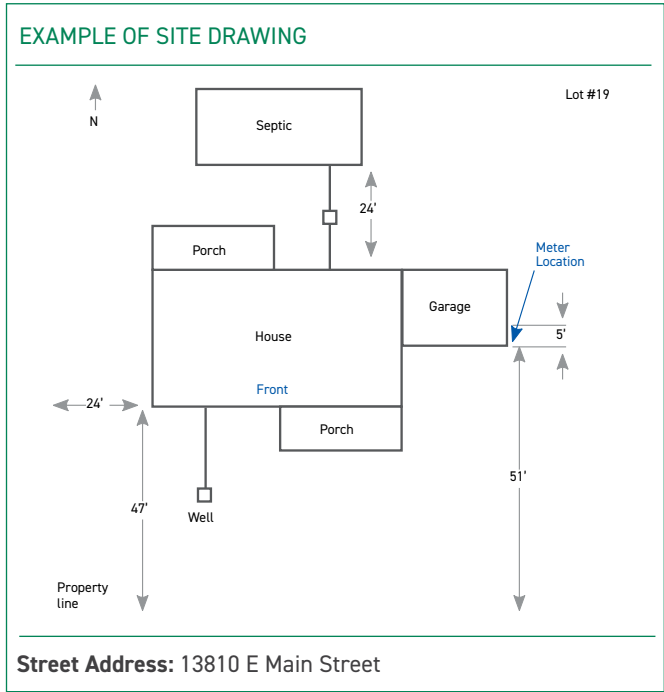 EXAMPLE OF SITE DRAWING
Lot #19
N
Septic
24'
Porch
Meter
Location
Garage
House
5'
Front
24'
Porch
51'
47'
Well
Property
line
Street Address: 13810 E Main Street